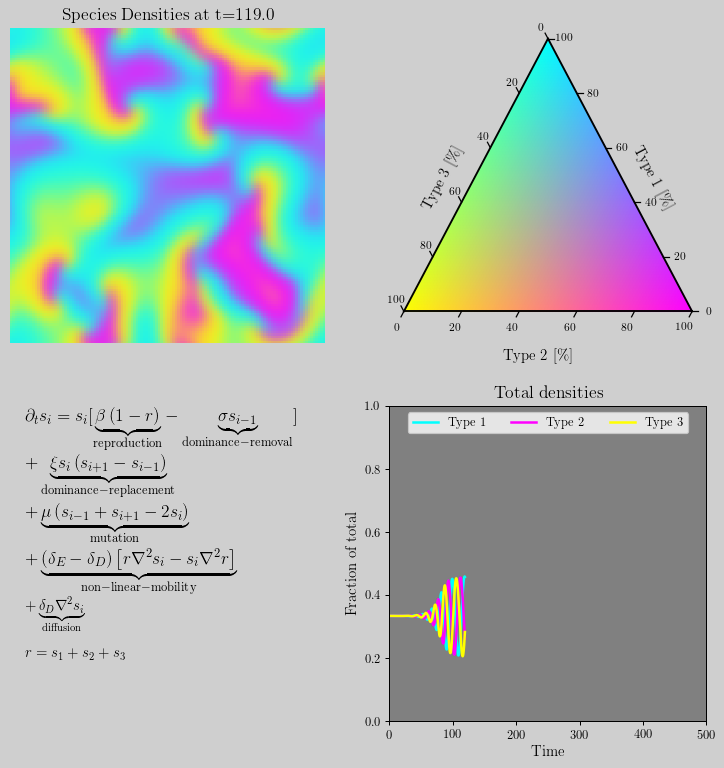 Species Densities at t=119.0
0
100
20
80
40
60
Type 3 [%]
Type 1 [%]
60
40
80
20
100
0
0
20
40
60
80
100
Type 2 [%]
∂ₜsᵢ = sᵢ[β (1 − r) − σsᵢ₋₁ ]
reproduction
dominance−removal
+ ξsᵢ (sᵢ₊₁ − sᵢ₋₁)
dominance−replacement
+ μ (sᵢ₋₁ + sᵢ₊₁ − 2sᵢ)
mutation
+ (δ_E − δ_D) [r∇²sᵢ − sᵢ∇²r]
non−linear−mobility
+ δ_D∇²sᵢ
diffusion
r = s₁ + s₂ + s₃
Total densities
1.0
Type 1
Type 2
Type 3
0.8
0.6
Fraction of total
0.4
0.2
0.0
0
100
200
300
400
500
Time